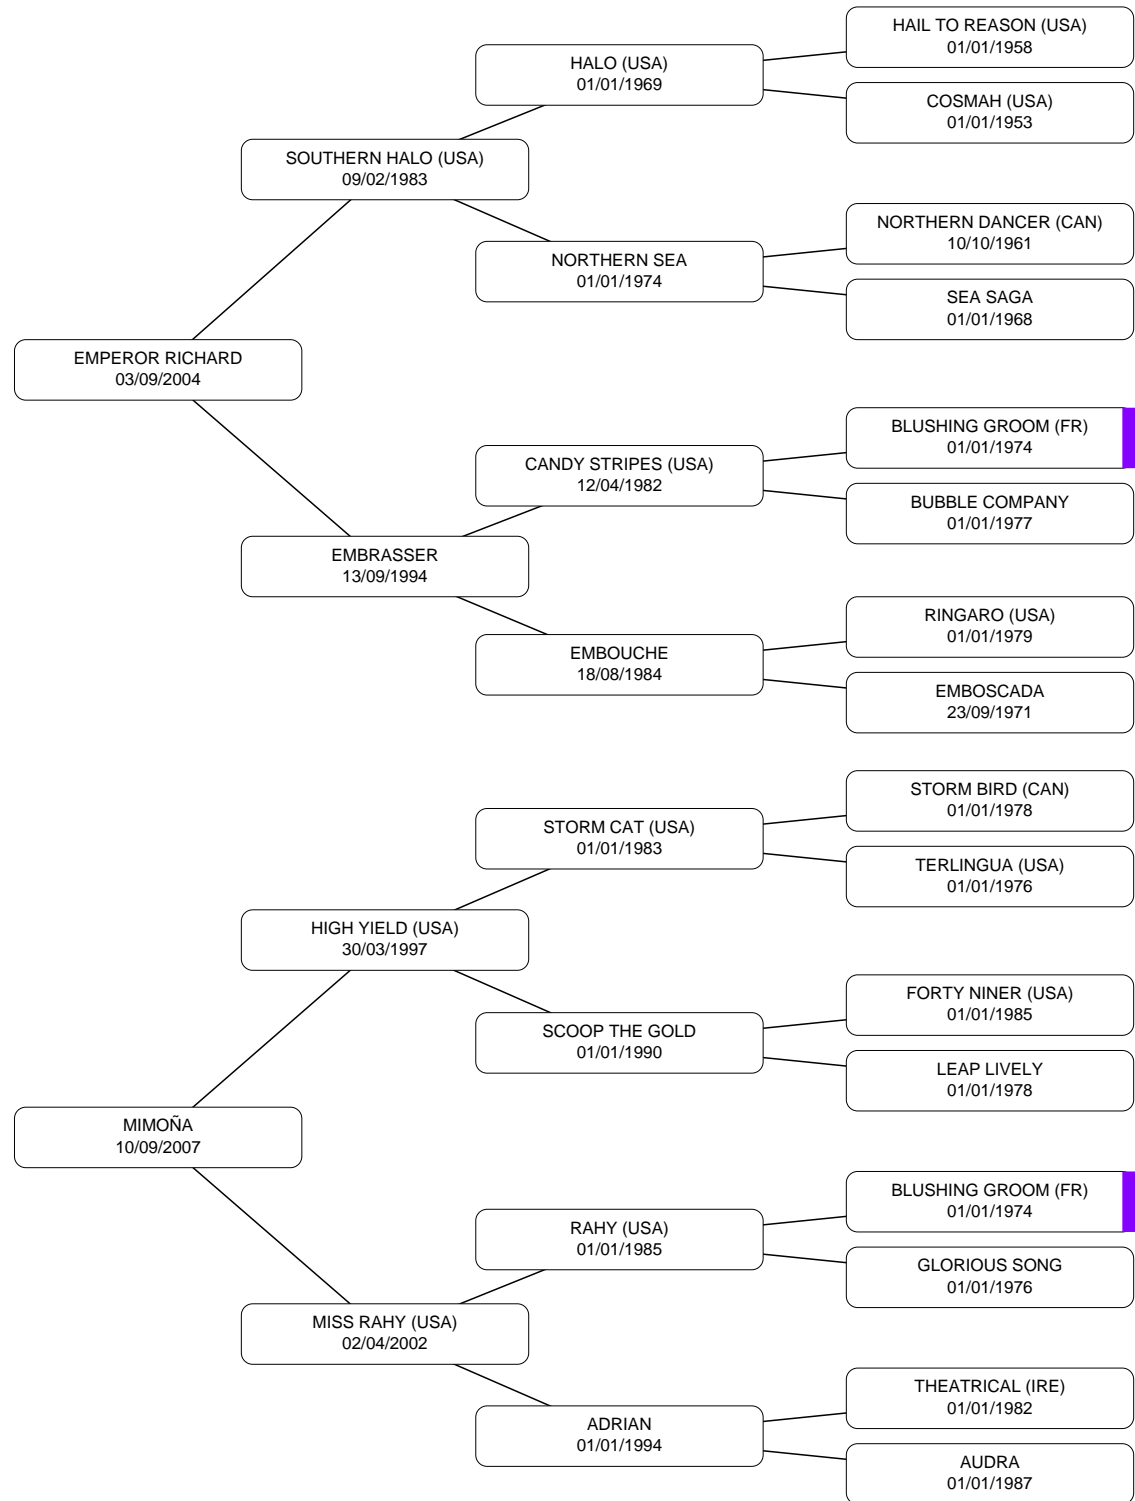 HAIL TO REASON (USA)
01/01/1958
HALO (USA)
01/01/1969
COSMAH (USA)
01/01/1953
SOUTHERN HALO (USA)
09/02/1983
NORTHERN DANCER (CAN)
10/10/1961
NORTHERN SEA
01/01/1974
SEA SAGA
01/01/1968
EMPEROR RICHARD
03/09/2004
BLUSHING GROOM (FR)
01/01/1974
CANDY STRIPES (USA)
12/04/1982
BUBBLE COMPANY
01/01/1977
EMBRASSER
13/09/1994
RINGARO (USA)
01/01/1979
EMBOUCHE
18/08/1984
EMBOSCADA
23/09/1971
STORM BIRD (CAN)
01/01/1978
STORM CAT (USA)
01/01/1983
TERLINGUA (USA)
01/01/1976
HIGH YIELD (USA)
30/03/1997
FORTY NINER (USA)
01/01/1985
SCOOP THE GOLD
01/01/1990
LEAP LIVELY
01/01/1978
MIMOÑA
10/09/2007
BLUSHING GROOM (FR)
01/01/1974
RAHY (USA)
01/01/1985
GLORIOUS SONG
01/01/1976
MISS RAHY (USA)
02/04/2002
THEATRICAL (IRE)
01/01/1982
ADRIAN
01/01/1994
AUDRA
01/01/1987